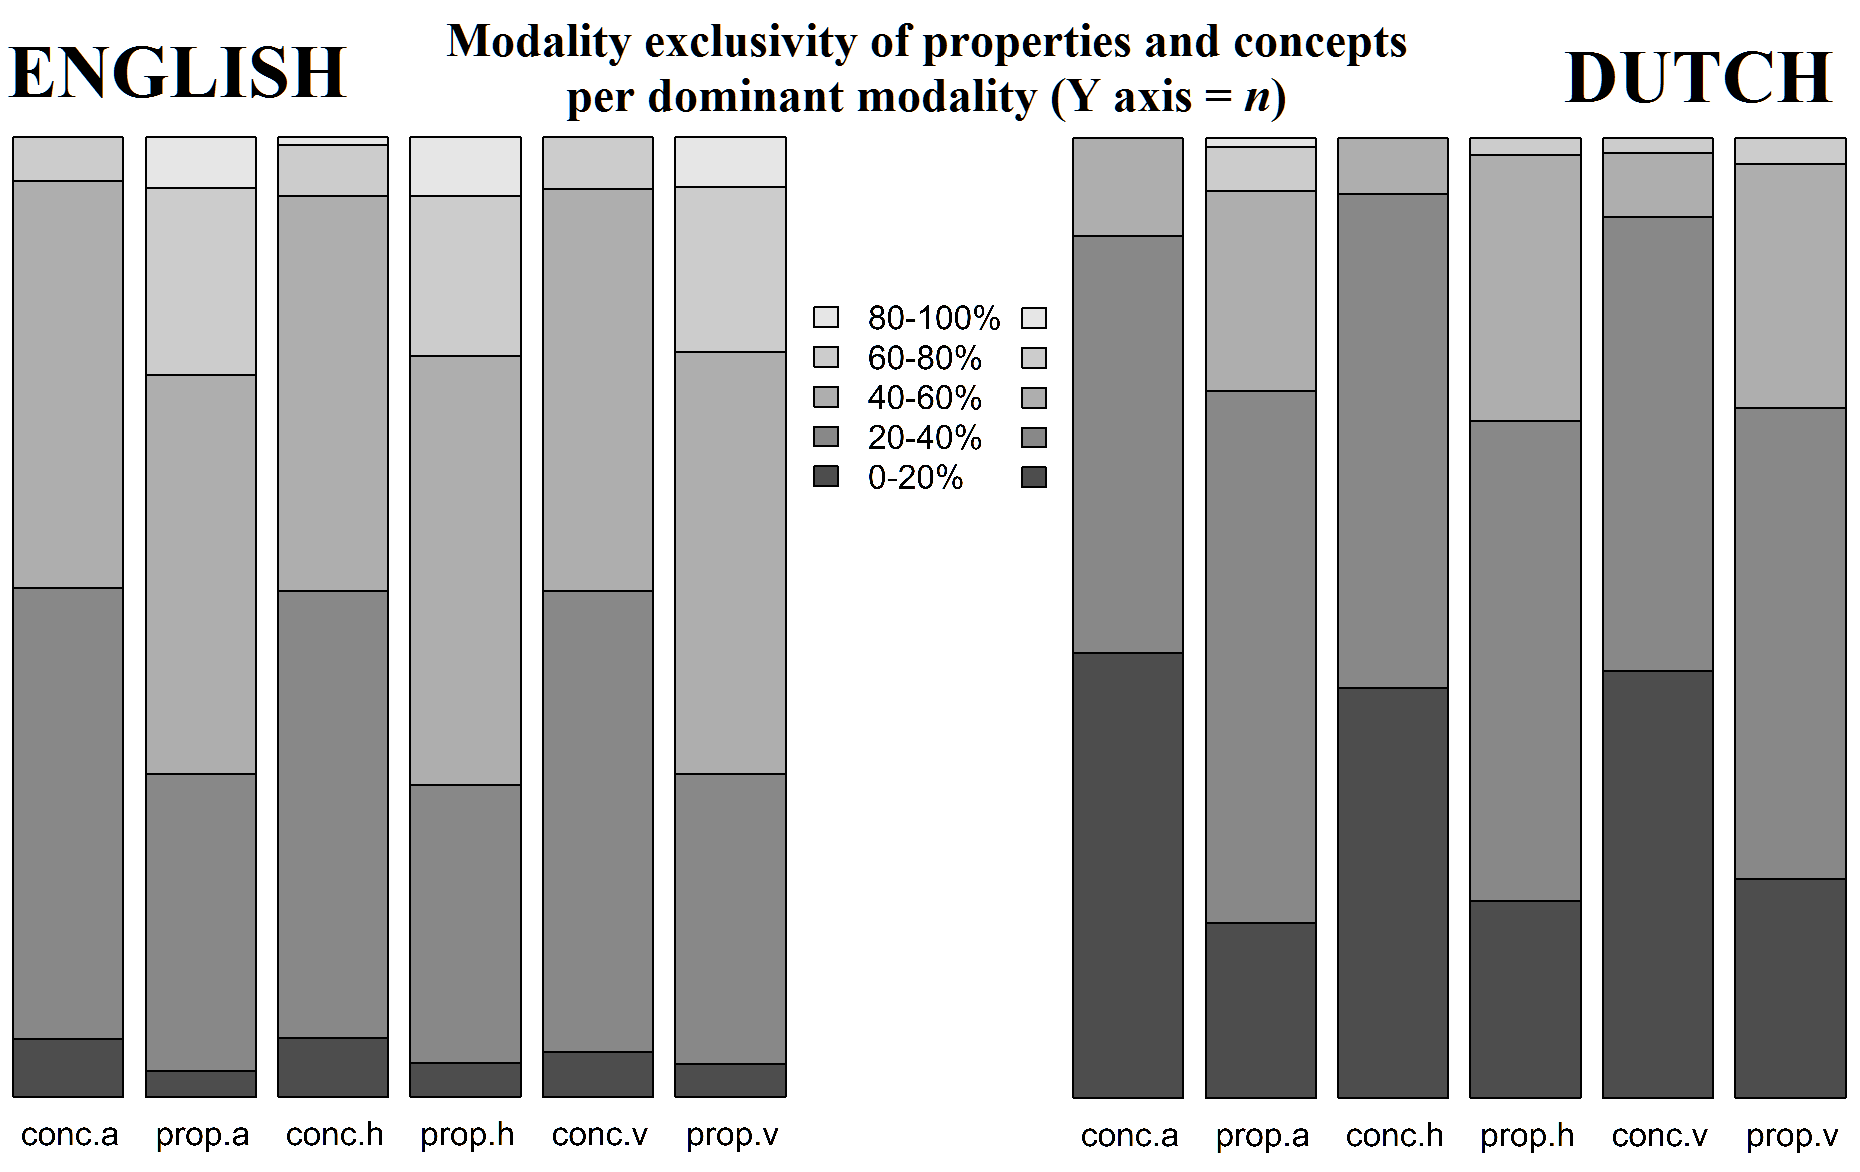 ENGLISH
Modality exclusivity of properties and concepts
per dominant modality (Y axis = n)
DUTCH
80-100%
60-80%
40-60%
20-40%
0-20%
conc.a prop.a conc.h prop.h conc.v prop.v
conc.a prop.a conc.h prop.h conc.v prop.v